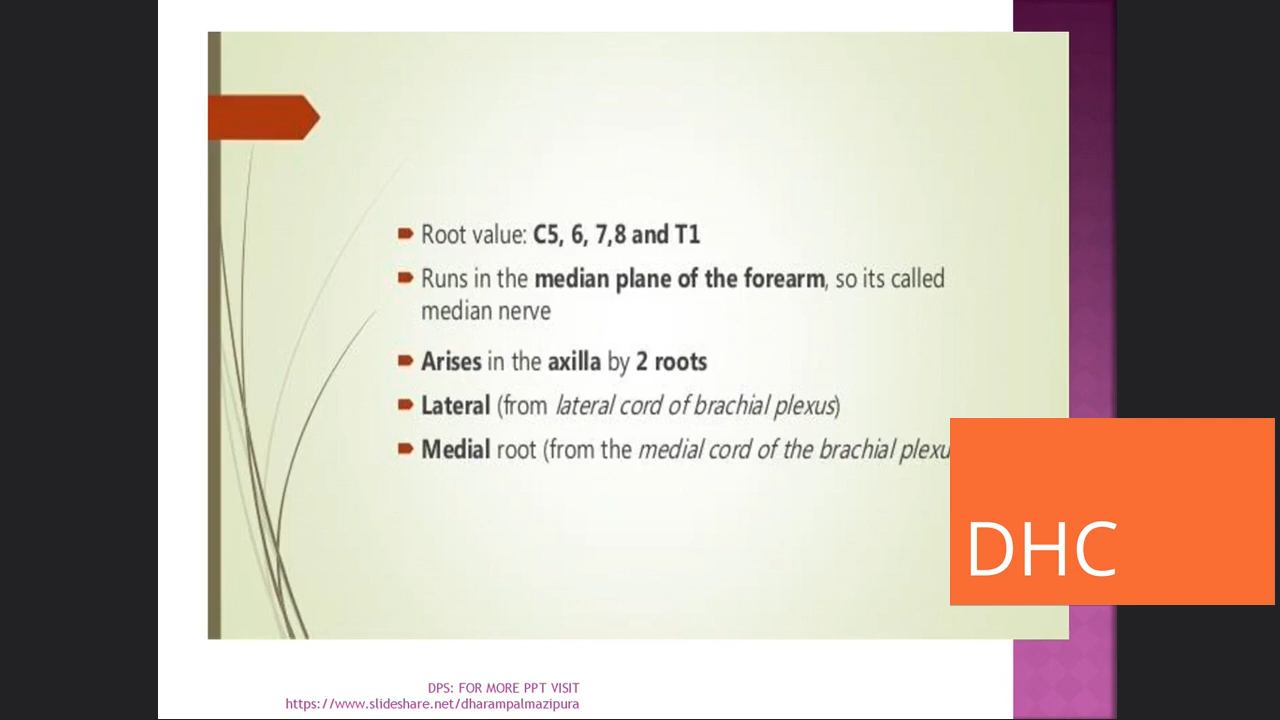 Root value: C5, 6, 7,8 and T1
Runs in the median plane of the forearm, so its called
median nerve
Arises in the axilla by 2 roots
Lateral (from lateral cord of brachial plexus)
Medial root (from the medial cord of the brachial plexu
DHC
DPS: FOR MORE PPT VISIT
https://www.slideshare.net/dharampalmazipura